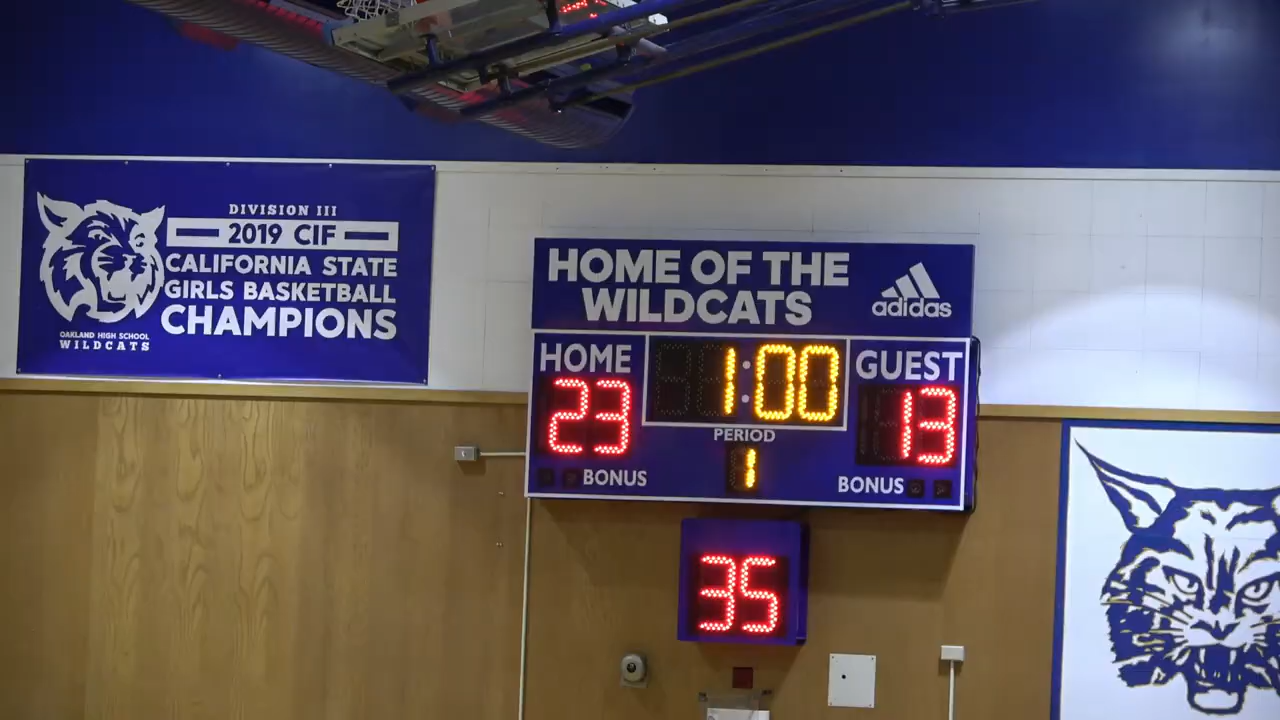 DIVISION III
2019 CIF
CALIFORNIA STATE
GIRLS BASKETBALL
CHAMPIONS
OAKLAND HIGH SCHOOL
WILDCATS
HOME OF THE
WILDCATS
adidas
HOME
1:00
GUEST
23
13
PERIOD
1
BONUS
BONUS
35